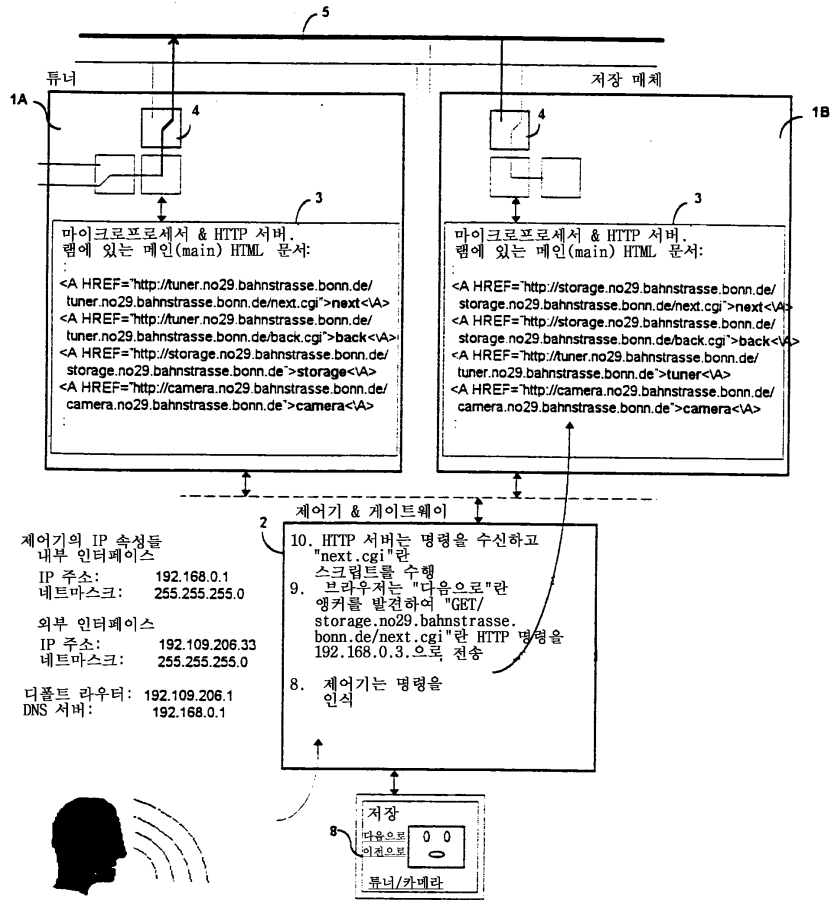 5
튜너
저장 매체
1A
4
4
1B
3
3
마이크로프로세서 & HTTP 서버.
램에 있는 메인(main) HTML 문서:
:
<A HREF="http://tuner.no29.bahnstrasse.bonn.de/
tuner.no29.bahnstrasse.bonn.de/next.cgi">next<\A>
<A HREF="http://tuner.no29.bahnstrasse.bonn.de/
tuner.no29.bahnstrasse.bonn.de/back.cgi">back<\A>
<A HREF="http://storage.no29.bahnstrasse.bonn.de/
storage.no29.bahnstrasse.bonn.de">storage<\A>
<A HREF="http://camera.no29.bahnstrasse.bonn.de/
camera.no29.bahnstrasse.bonn.de">camera<\A>
:
마이크로프로세서 & HTTP 서버.
램에 있는 메인(main) HTML 문서:
:
<A HREF="http://storage.no29.bahnstrasse.bonn.de/
storage.no29.bahnstrasse.bonn.de/next.cgi">next<\A>
<A HREF="http://storage.no29.bahnstrasse.bonn.de/
storage.no29.bahnstrasse.bonn.de/back.cgi">back<\A>
<A HREF="http://tuner.no29.bahnstrasse.bonn.de/
tuner.no29.bahnstrasse.bonn.de">tuner<\A>
<A HREF="http://camera.no29.bahnstrasse.bonn.de/
camera.no29.bahnstrasse.bonn.de">camera<\A>
:
제어기 & 게이트웨이
2
10. HTTP 서버는 명령을 수신하고
"next.cgi"란
스크립트를 수행
9. 브라우저는 "다음으로"란
앵커를 발견하여 "GET/
storage.no29.bahnstrasse.
bonn.de/next.cgi"란 HTTP 명령을
192.168.0.3.으로 전송
8. 제어기는 명령을
인식
제어기의 IP 속성들
내부 인터페이스
IP 주소: 192.168.0.1
네트마스크: 255.255.255.0
외부 인터페이스
IP 주소: 192.109.206.33
네트마스크: 255.255.255.0
디폴트 라우터: 192.109.206.1
DNS 서버: 192.168.0.1
저장
8
다음으로
이전으로
튜너/카메라